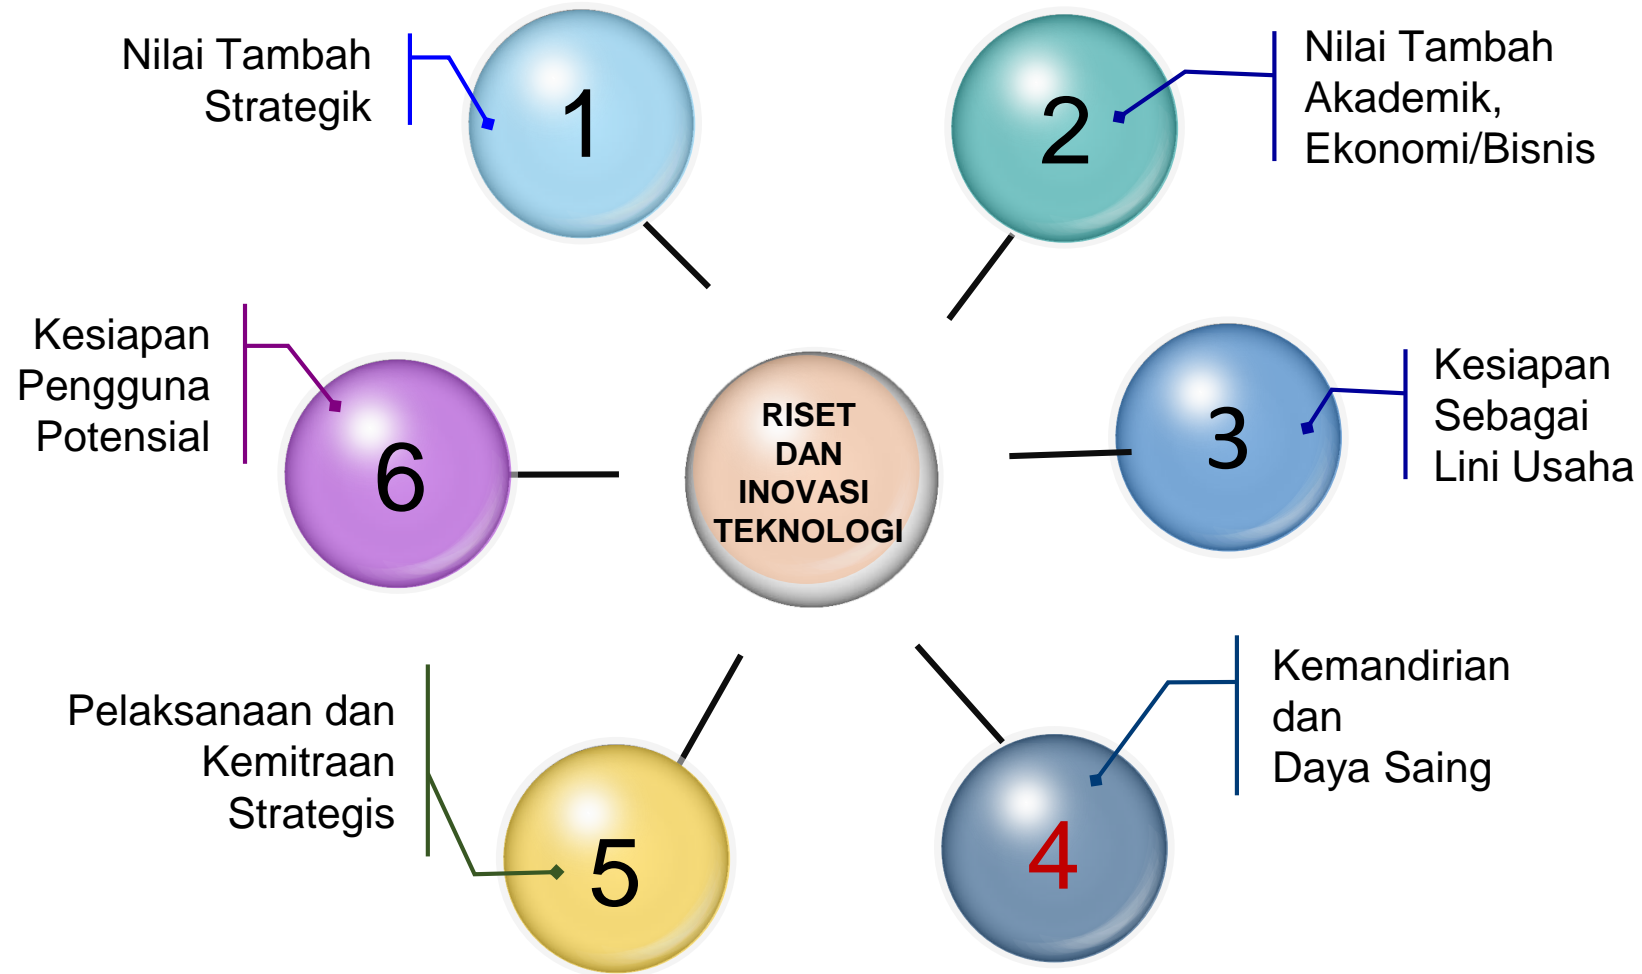 Nilai Tambah
Strategik
1
2
Nilai Tambah
Akademik,
Ekonomi/Bisnis
Kesiapan
Pengguna
Potensial
6
RISET
DAN
INOVASI
TEKNOLOGI
3
Kesiapan
Sebagai
Lini Usaha
Pelaksanaan dan
Kemitraan
Strategis
5
4
Kemandirian
dan
Daya Saing